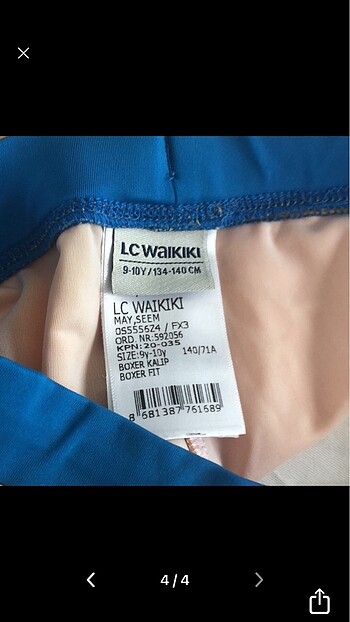 LC WAIKIKI
9-10Y/134-140 CM
LC WAIKIKI
MAY,SEEM
OS5556Z4 / FX3
ORD. NR:592056
KPN: 20-035
SIZE:9y-10y 140/71A
BOXER KALIP
BOXER FIT
8 681387 761689
4/4